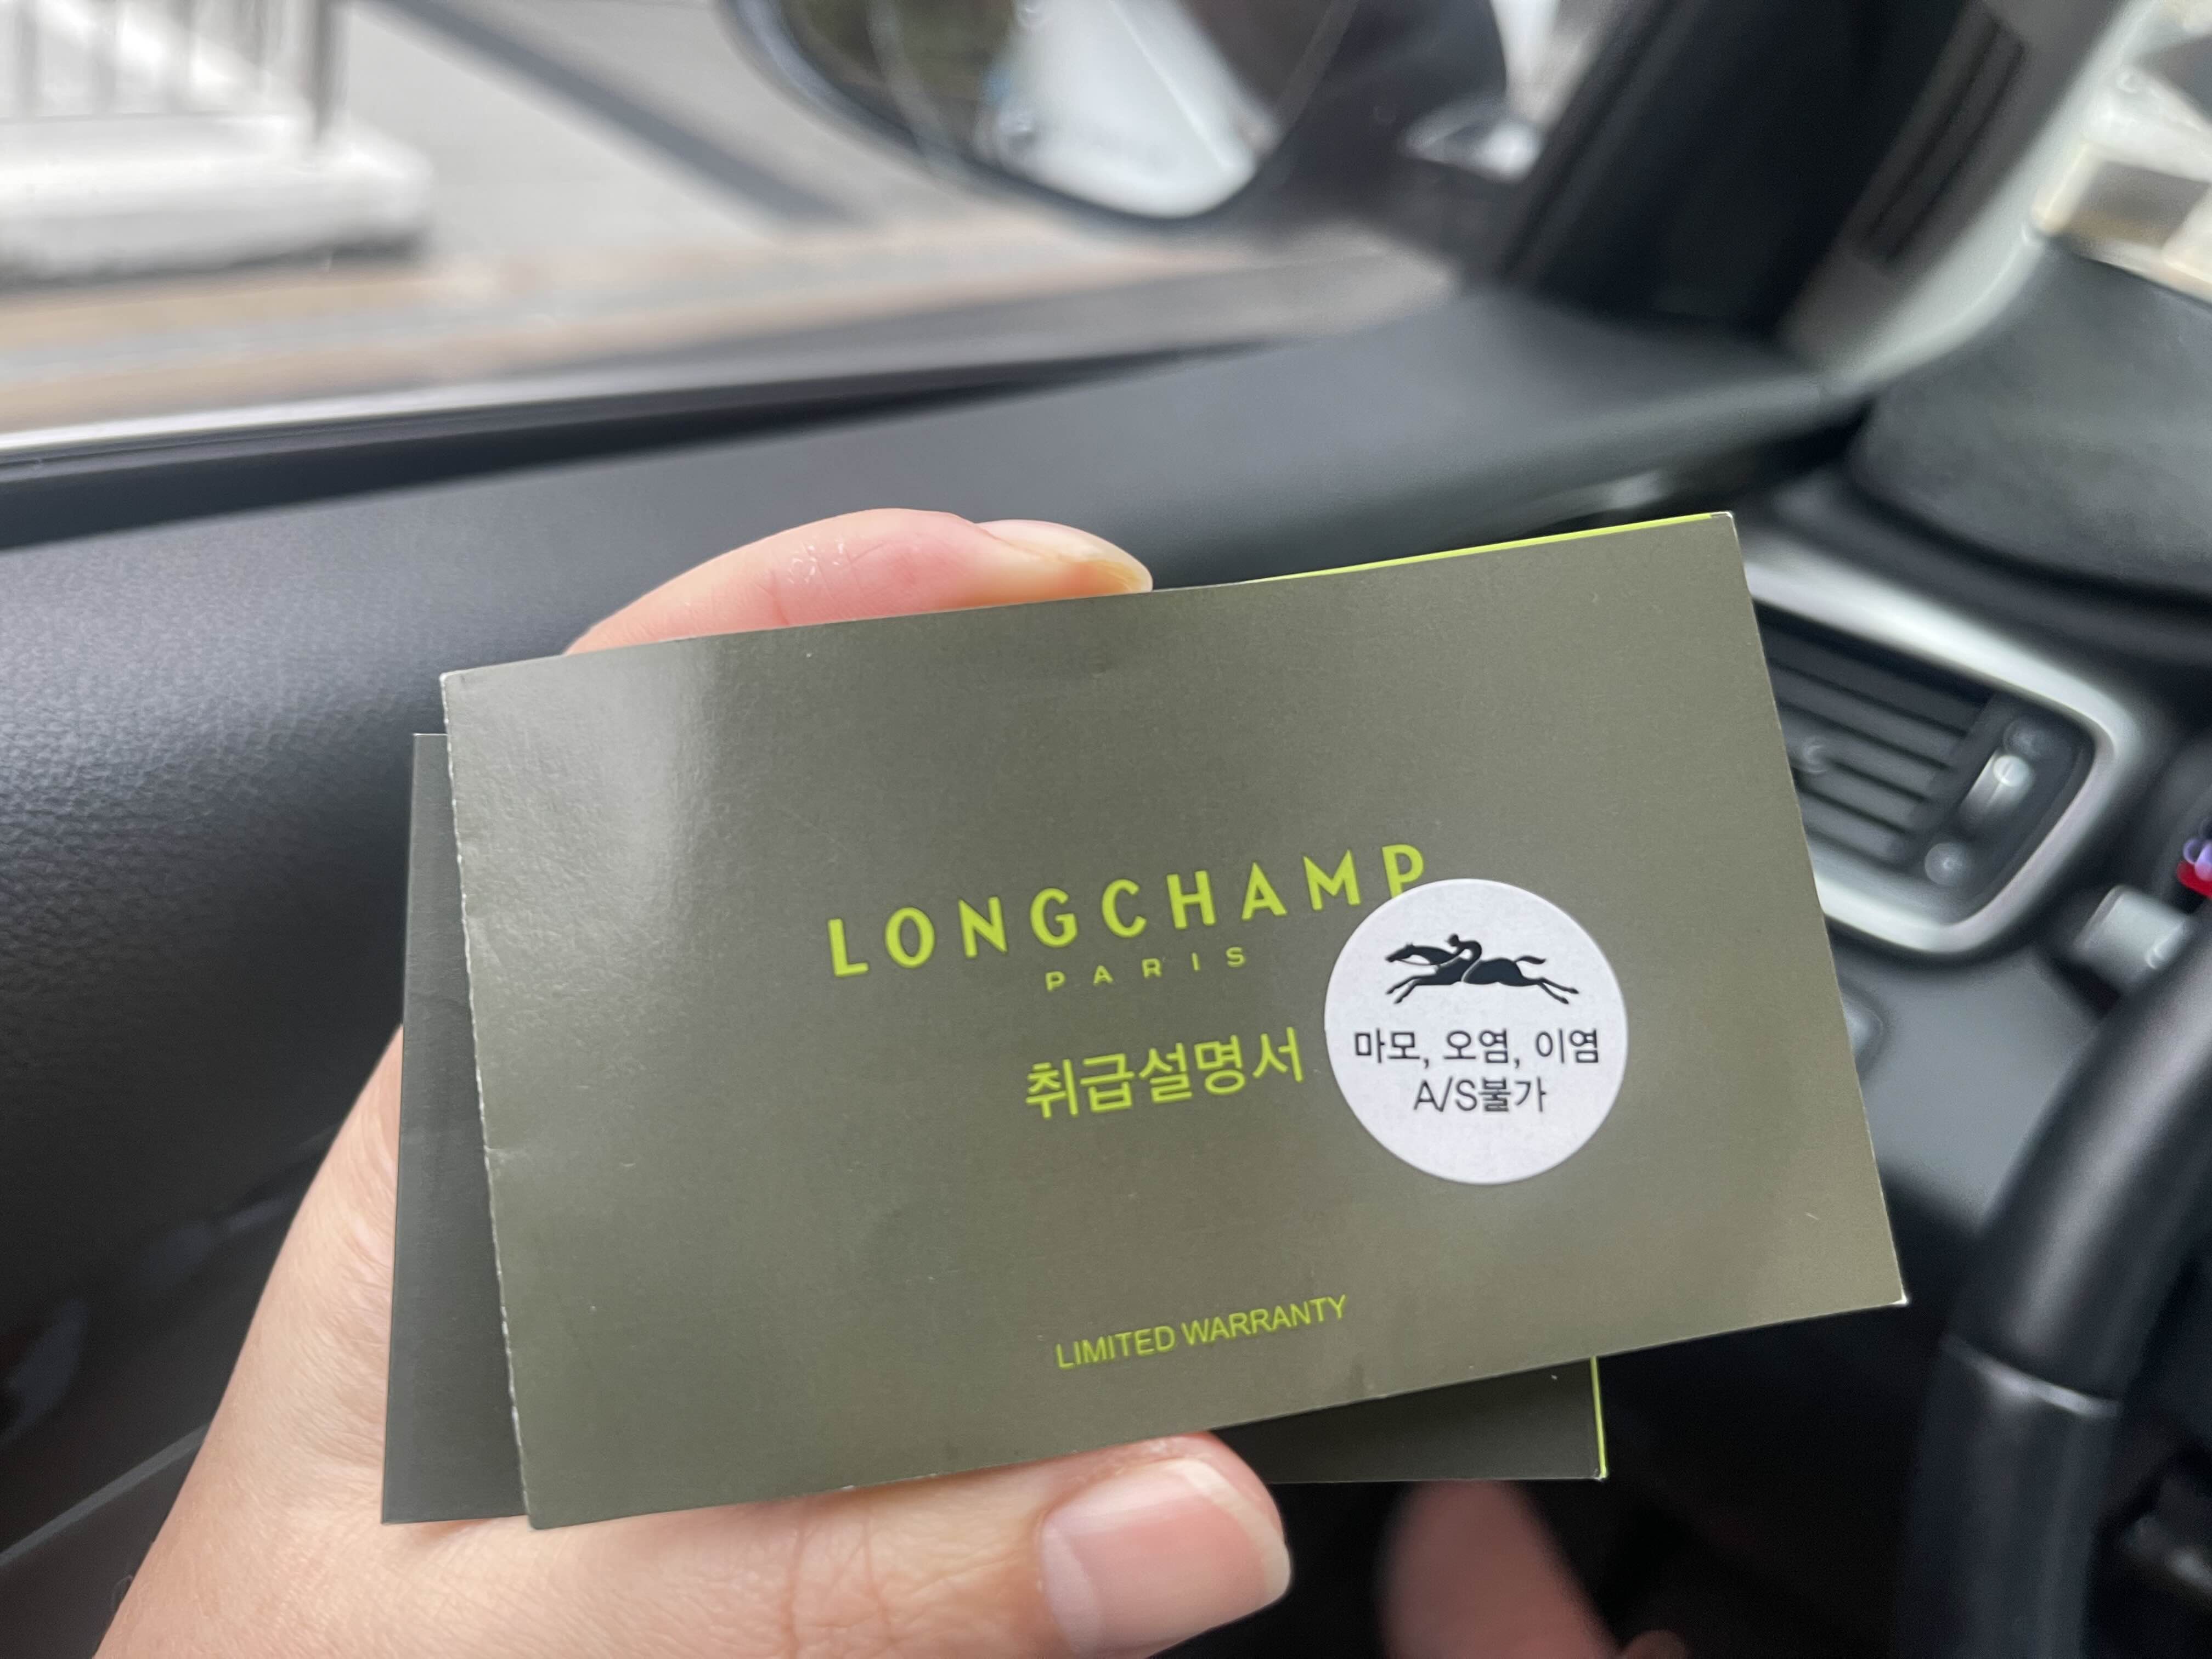 LONGCHAMP
PARIS
취급설명서
마모, 오염, 이염
A/S불가
LIMITED WARRANTY